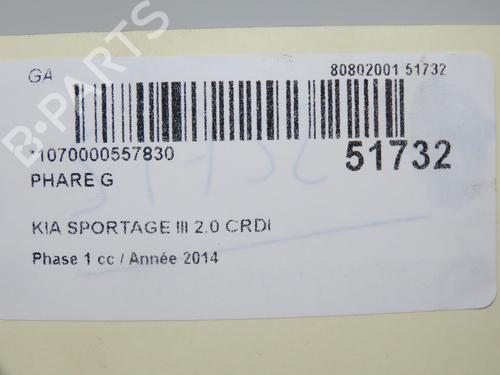 GA
80802001 51732
*1070000557830
51732
PHARE G
KIA SPORTAGE III 2.0 CRDI
Phase 1 cc / Année 2014
B-PARTS